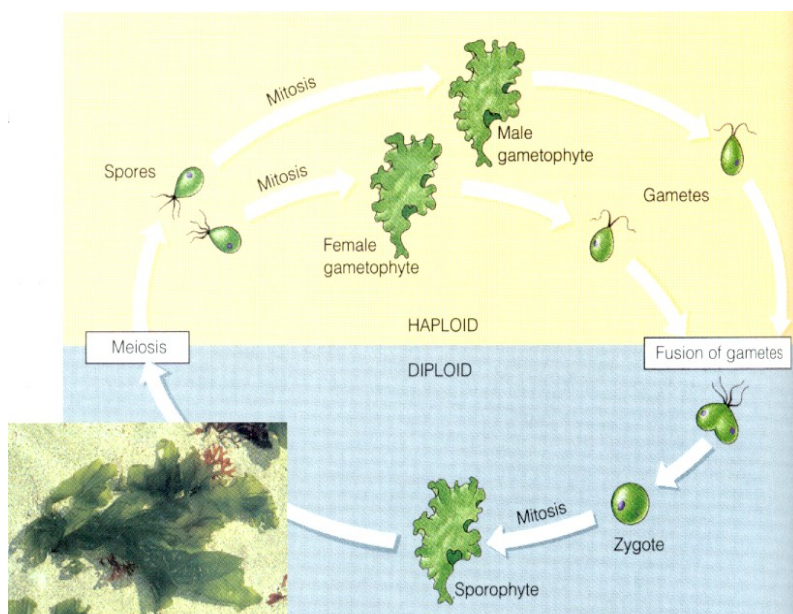 Mitosis
Male
gametophyte
Spores
Mitosis
Gametes
Female
gametophyte
HAPLOID
Meiosis
Fusion of gametes
DIPLOID
Mitosis
Zygote
Sporophyte